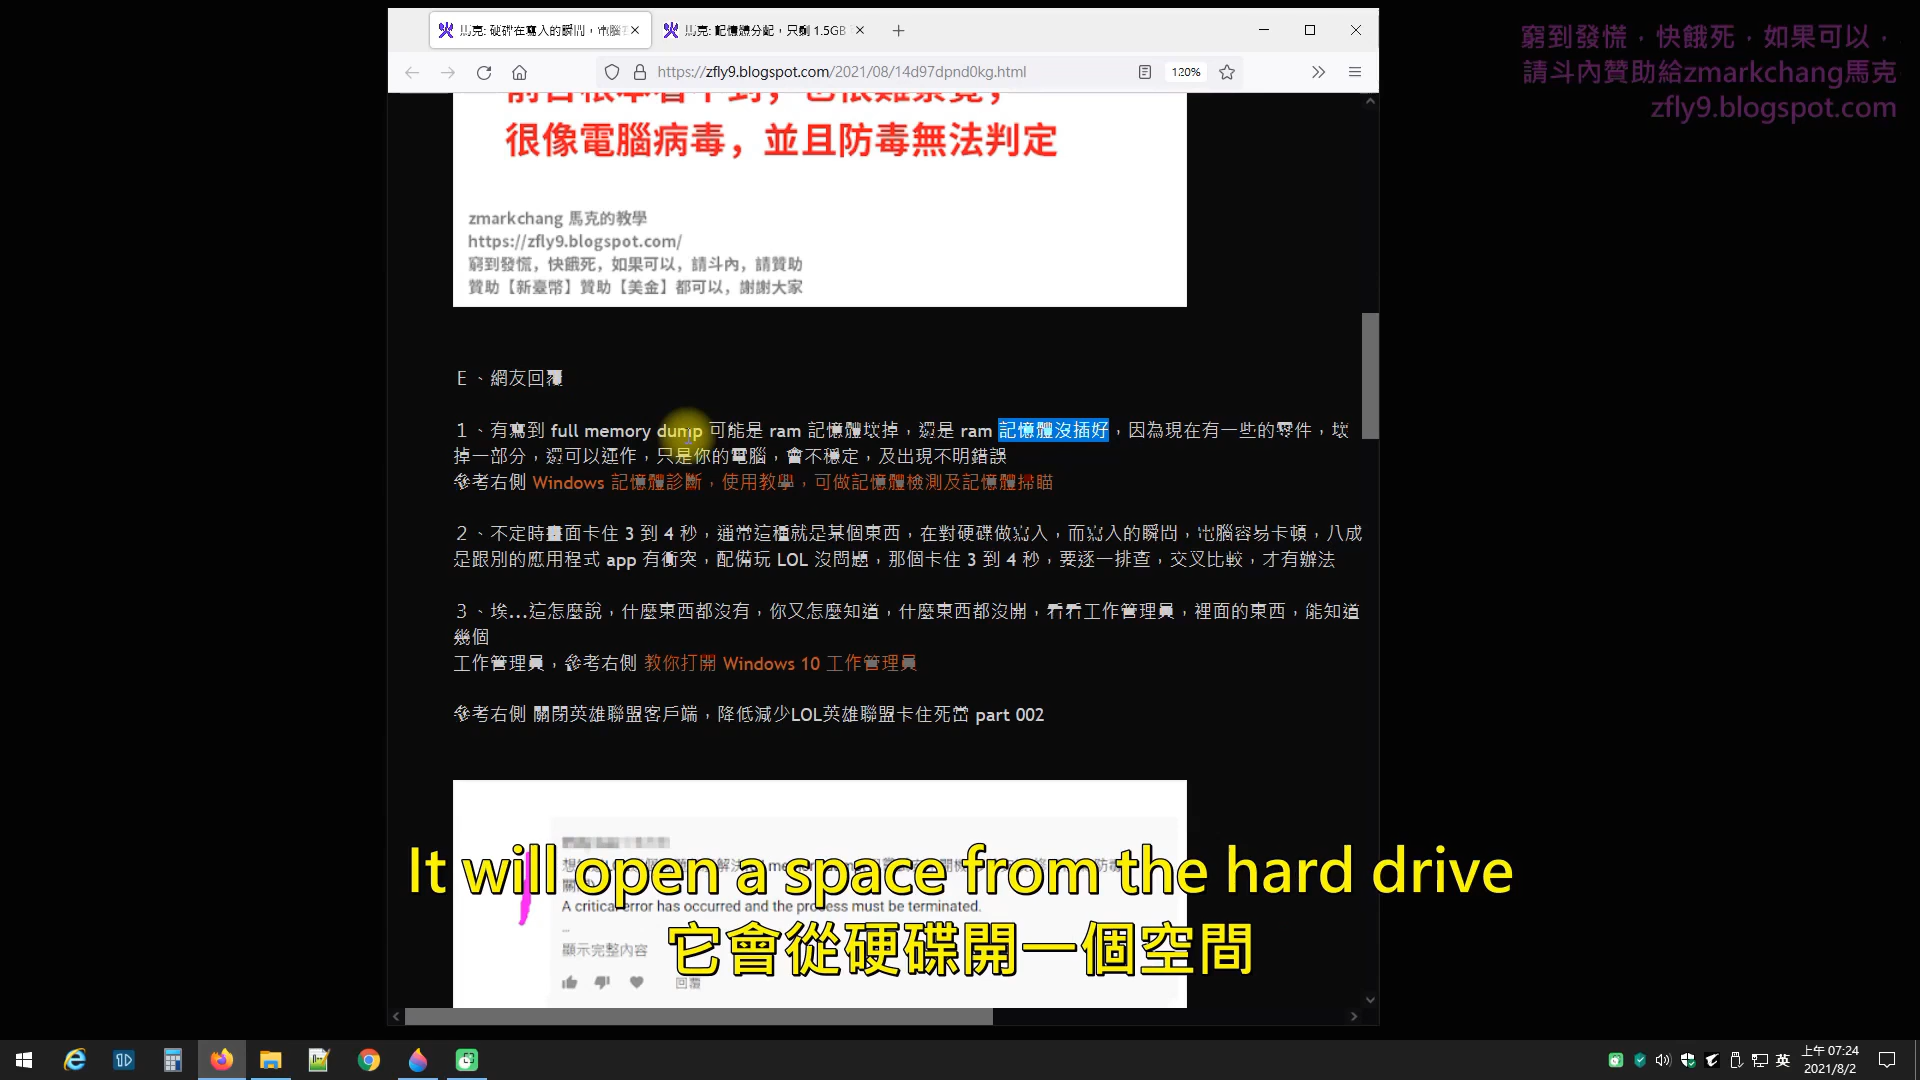 馬克: 硬碟在寫入的瞬間，電腦容
馬克: 記憶體分配，只剩 1.5GB
https://zfly9.blogspot.com/2021/08/14d97dpnd0kg.html
120%
窮到發慌，快餓死，如果可以，
請斗內贊助給zmarkchang馬克
zfly9.blogspot.com
很像電腦病毒，並且防毒無法判定
zmarkchang 馬克的教學
https://zfly9.blogspot.com/
窮到發慌，快餓死，如果可以，請斗內，請贊助
贊助【新臺幣】贊助【美金】都可以，謝謝大家
Ｅ、網友回覆
１、有寫到 full memory dump 可能是 ram 記憶體壞掉，還是 ram 記憶體沒插好，因為現在有一些的零件，壞
掉一部分，還可以運作，只是你的電腦，會不穩定，及出現不明錯誤
參考右側 Windows 記憶體診斷，使用教學，可做記憶體檢測及記憶體掃瞄
２、不定時畫面卡住 3 到 4 秒，通常這種就是某個東西，在對硬碟做寫入，而寫入的瞬間，電腦容易卡頓，八成
是跟別的應用程式 app 有衝突，配備玩 LOL 沒問題，那個卡住 3 到 4 秒，要逐一排查，交叉比較，才有辦法
３、埃...這怎麼說，什麼東西都沒有，你又怎麼知道，什麼東西都沒開，看看工作管理員，裡面的東西，能知道
幾個
工作管理員，參考右側 教你打開 Windows 10 工作管理員
參考右側 關閉英雄聯盟客戶端，降低減少LOL英雄聯盟卡住死當 part 002
It will open a space from the hard drive
A critical error has occurred and the process must be terminated.
它會從硬碟開一個空間
...
顯示完整內容
回覆
英
上午 07:24
2021/8/2